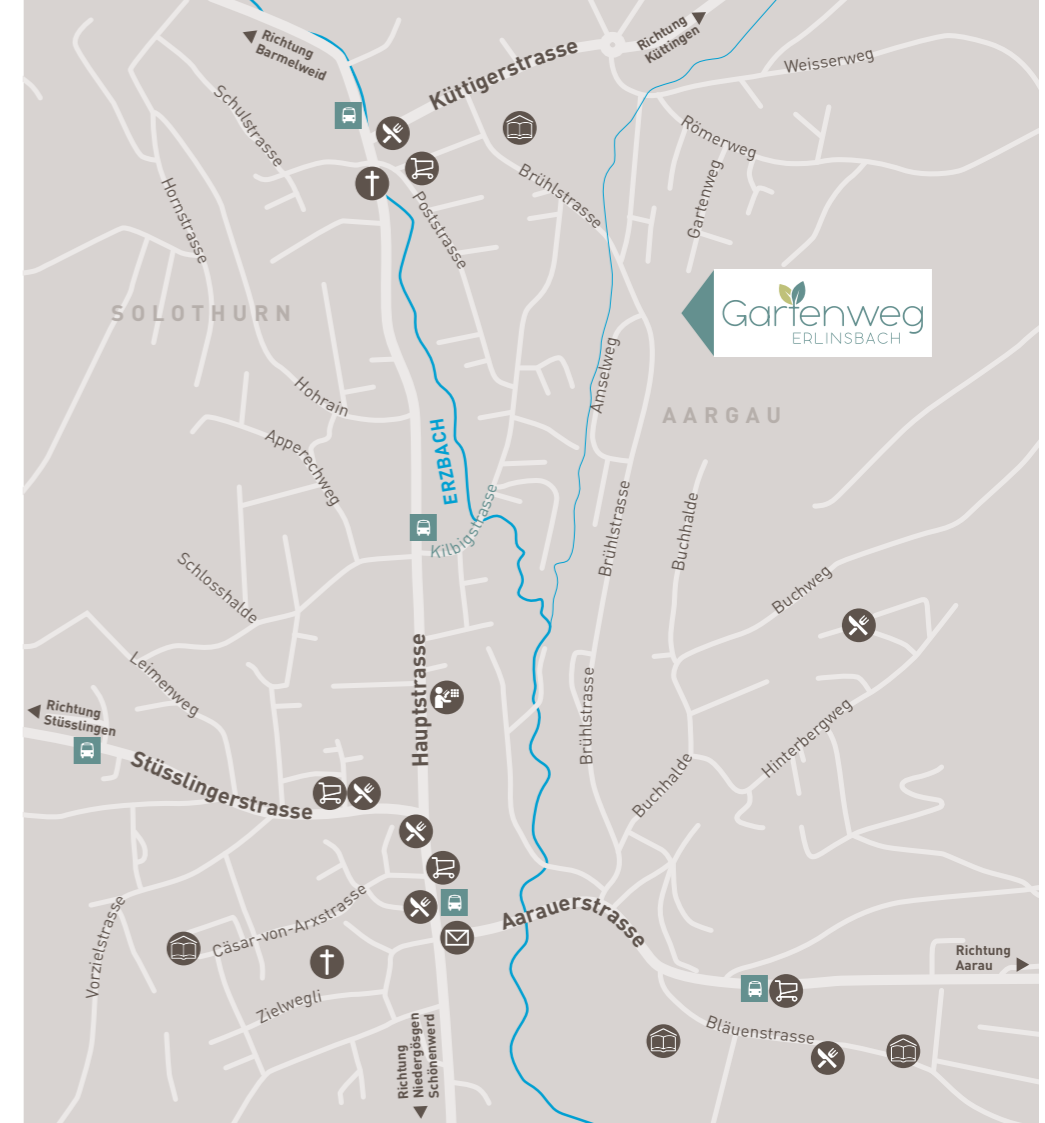 Richtung
Barmelweid
Küttigerstrasse
Richtung
Küttingen
Weisserweg
Schulstrasse
Römerweg
Hornstrasse
Poststrasse
Brühlstrasse
Gartenweg
SOLOTHURN
Gartenweg
ERLINSBACH
Amselweg
AARGAU
Hohrain
Apperechweg
ERZBACH
Kilbigstrasse
Brühlstrasse
Buchhalde
Schlosshalde
Buchweg
Leimenweg
Hauptstrasse
Brühlstrasse
Richtung
Stüsslingen
Stüsslingerstrasse
Buchhalde
Hinterbergweg
Vorzielstrasse
Cäsar-von-Arxstrasse
Aarauerstrasse
Richtung
Aarau
Zielwegli
Bläuenstrasse
Richtung
Niedergösgen
Schönenwerd